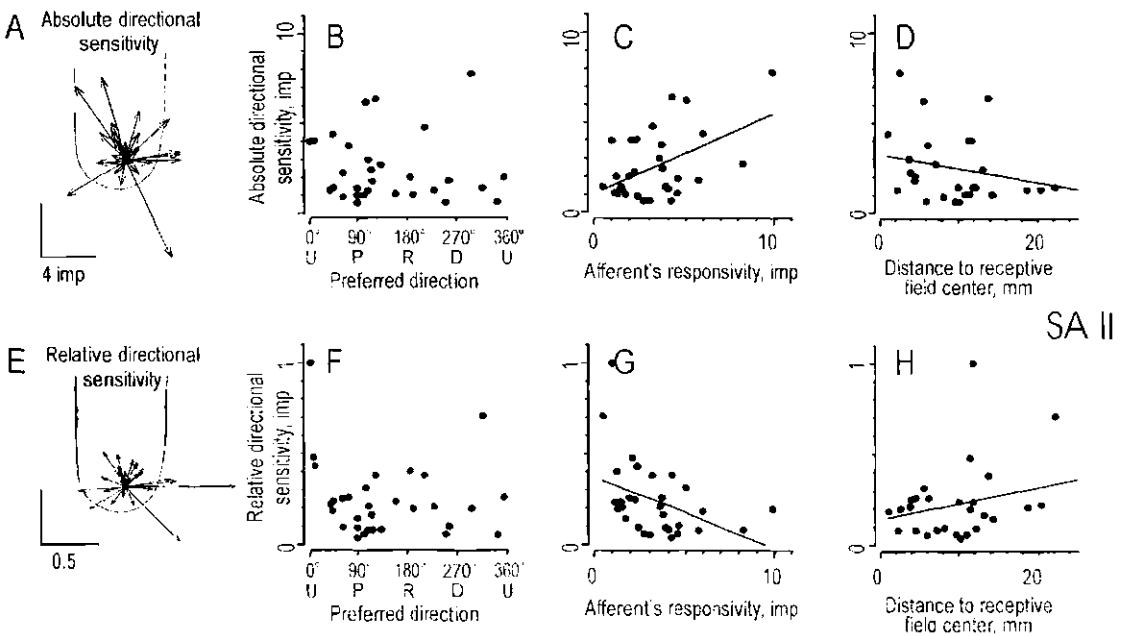 A
Absolute directional
sensitivity
4 imp
B
Absolute directional
sensitivity, imp
10
0
0° 90° 180° 270° 360°
U P R D U
Preferred direction
C
10
0
0 10
Afferent's responsivity, imp
D
10
0
0 20
Distance to receptive
field center, mm
SA II
E
Relative directional
sensitivity
0.5
F
Relative directional
sensitivity, imp
1
0
0° 90° 180° 270° 360°
U P R D U
Preferred direction
G
1
0
0 10
Afferent's responsivity, imp
H
1
0
0 20
Distance to receptive
field center, mm